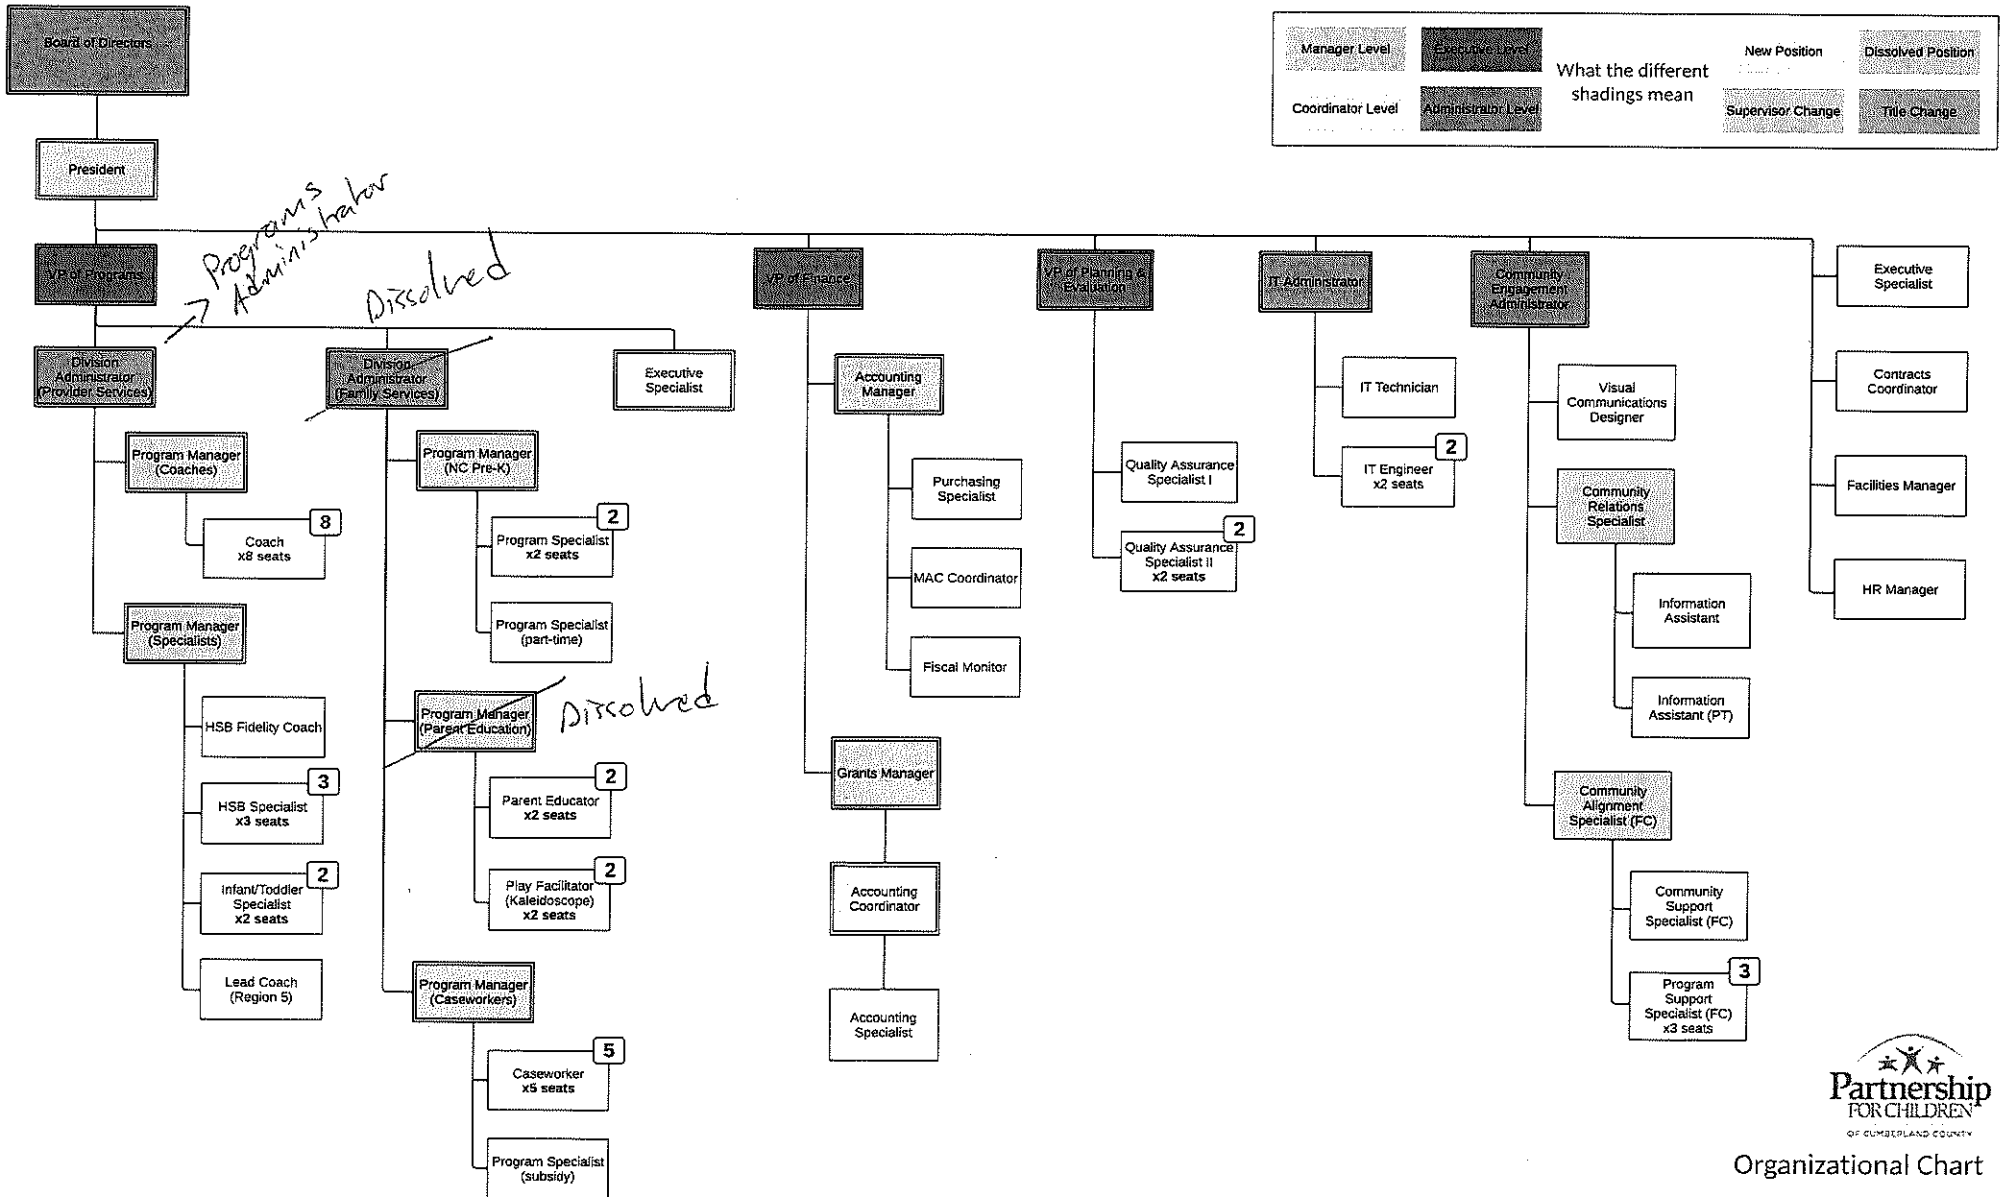 Board of Directors
Manager Level
Executive Level
What the different
shadings mean
New Position
Dissolved Position
Coordinator Level
Administrator Level
Supervisor Change
Title Change
President
Programs
Administrator
Dissolved
VP of Programs
VP of Finance
VP of Planning &
Evaluation
IT Administrator
Community
Engagement
Administrator
Executive
Specialist
Division
Administrator
(Provider Services)
Division
Administrator
(Family Services)
Executive
Specialist
Accounting
Manager
IT Technician
Visual
Communications
Designer
Contracts
Coordinator
Program Manager
(Coaches)
Program Manager
(NC Pre-K)
Purchasing
Specialist
Quality Assurance
Specialist I
2
IT Engineer
x2 seats
Community
Relations
Specialist
Facilities Manager
8
Coach
x8 seats
2
Program Specialist
x2 seats
MAC Coordinator
2
Quality Assurance
Specialist II
x2 seats
Information
Assistant
HR Manager
Program Manager
(Specialists)
Program Specialist
(part-time)
Fiscal Monitor
Information
Assistant (PT)
HSB Fidelity Coach
Program Manager
(Parent Education)
Dissolved
Grants Manager
Community
Alignment
Specialist (FC)
3
HSB Specialist
x3 seats
2
Parent Educator
x2 seats
2
Infant/Toddler
Specialist
x2 seats
2
Play Facilitator
(Kaleidoscope)
x2 seats
Accounting
Coordinator
Community
Support
Specialist (FC)
Lead Coach
(Region 5)
Program Manager
(Caseworkers)
Accounting
Specialist
3
Program
Support
Specialist (FC)
x3 seats
5
Caseworker
x5 seats
Program Specialist
(subsidy)
Partnership
FOR CHILDREN
OF CUMBERLAND COUNTY
Organizational Chart